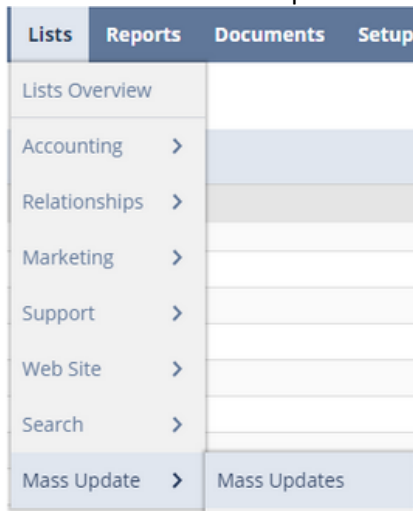 Lists Reports Documents Setup
Lists Overview
Accounting
Relationships
Marketing
Support
Web Site
Search
Mass Update Mass Updates